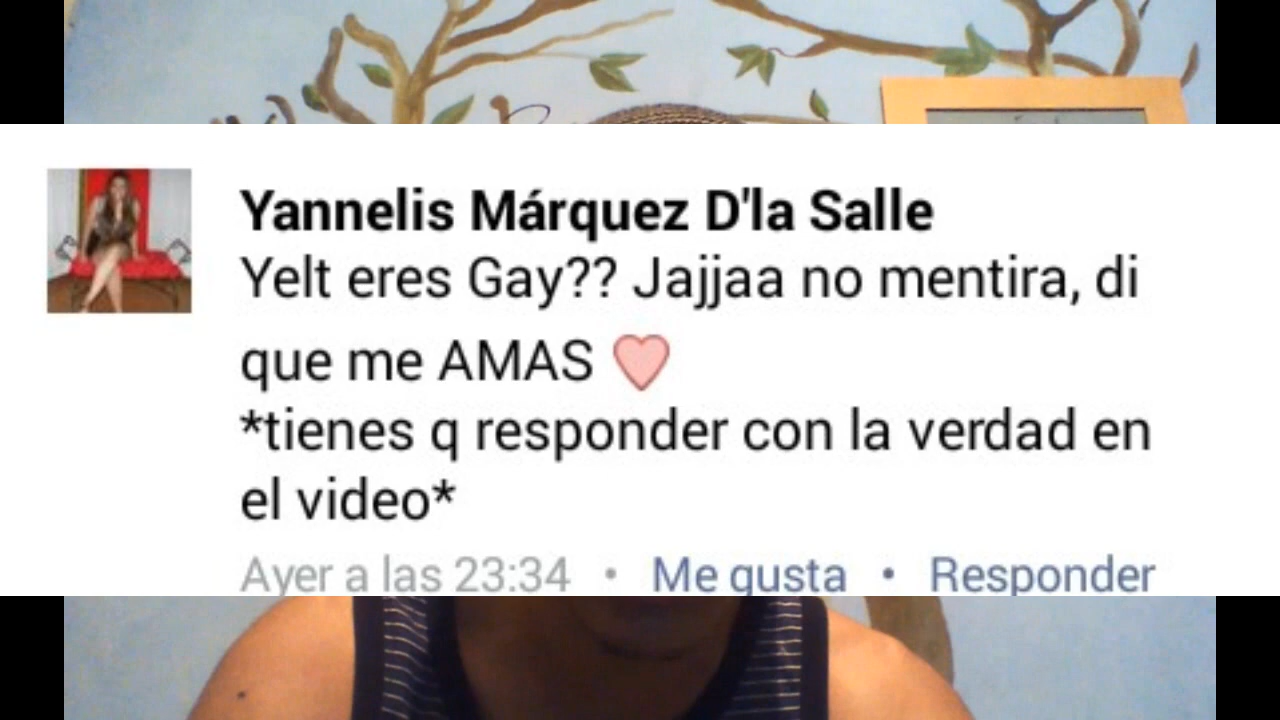 Yannelis Márquez D'la Salle
Yelt eres Gay?? Jajjaa no mentira, di
que me AMAS
*tienes q responder con la verdad en
el video*
Ayer a las 23:34 • Me gusta • Responder